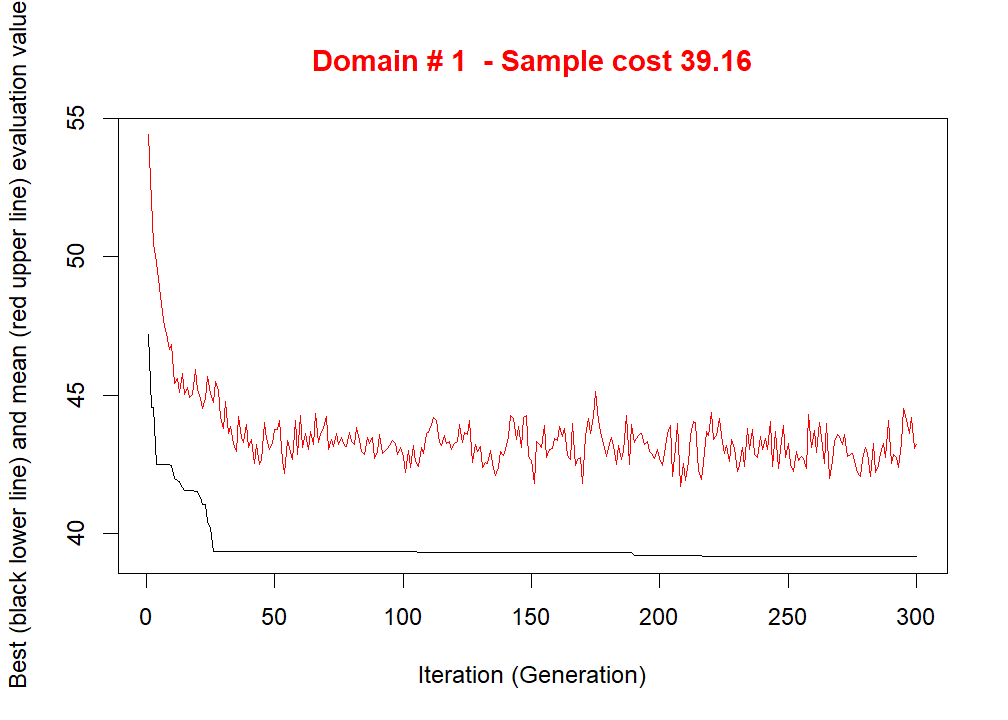 Domain # 1  - Sample cost 39.16
Best (black lower line) and mean (red upper line) evaluation value
55
50
45
40
0 50 100 150 200 250 300
Iteration (Generation)